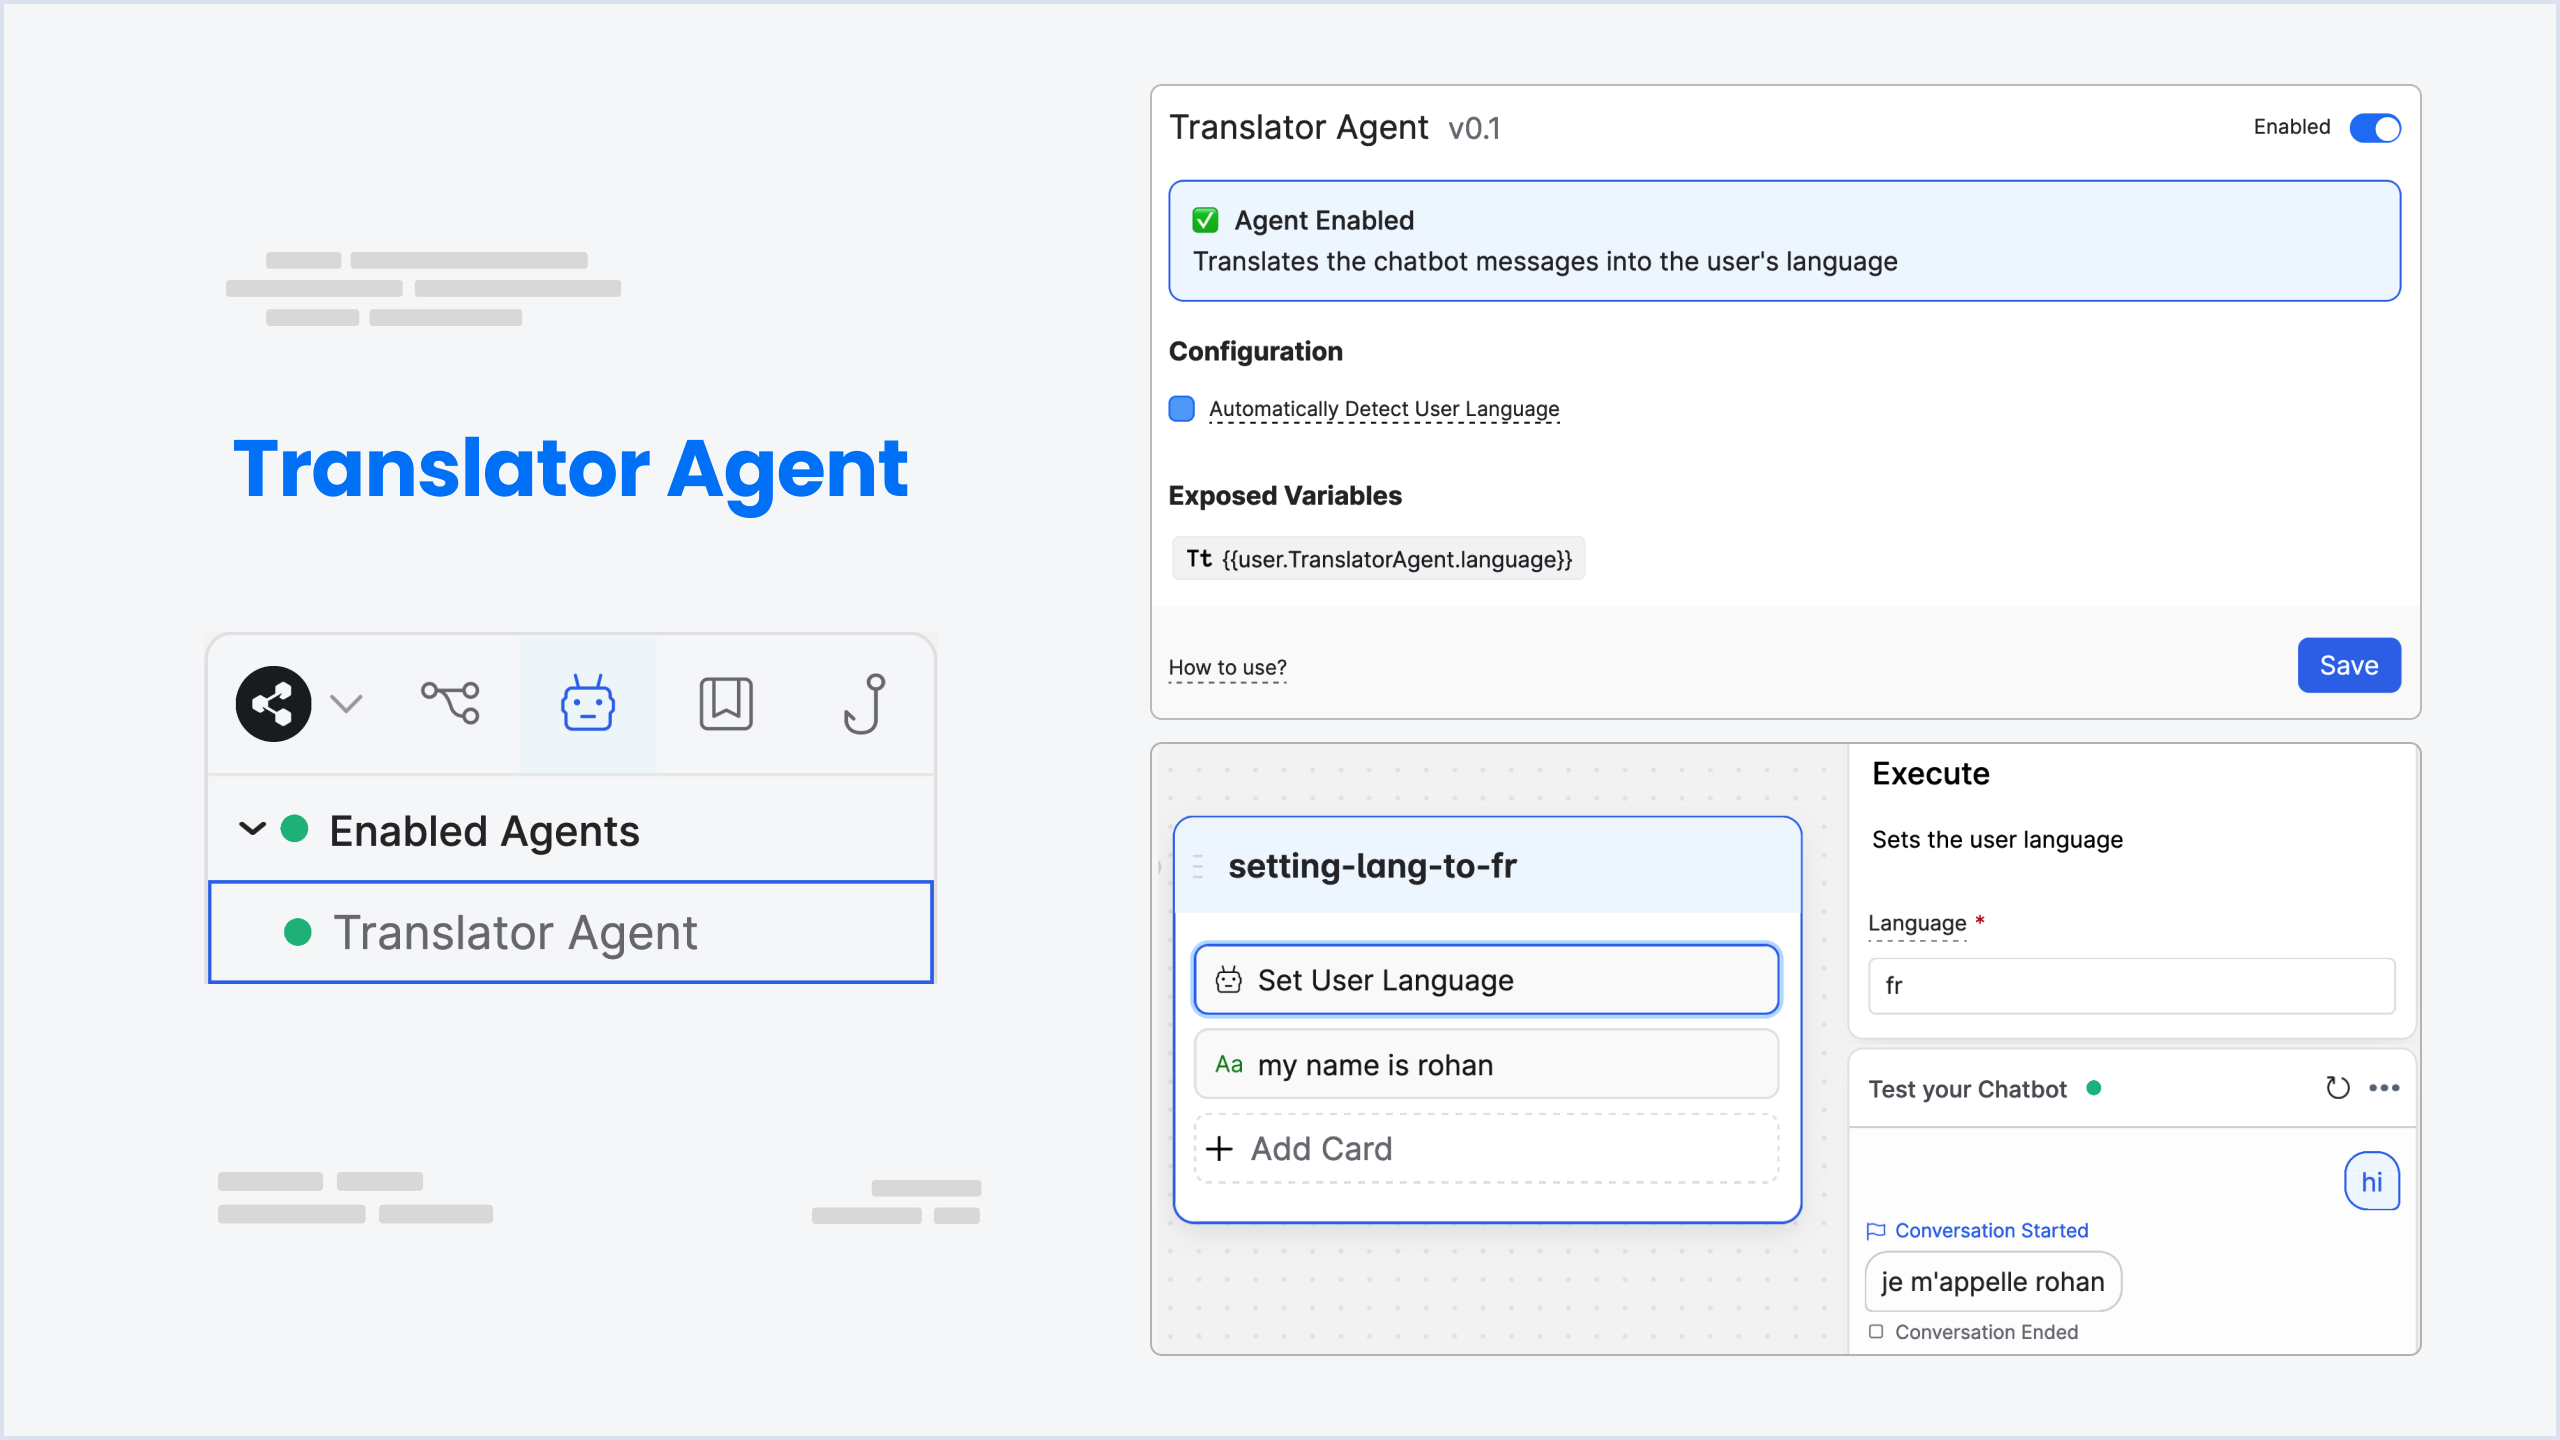 Translator Agent
Enabled Agents
Translator Agent
Translator Agent v0.1
Enabled
Agent Enabled
Translates the chatbot messages into the user's language
Configuration
Automatically Detect User Language
Exposed Variables
Tt {{user.TranslatorAgent.language}}
How to use?
Save
setting-lang-to-fr
Set User Language
Aa my name is rohan
+ Add Card
Execute
Sets the user language
Language *
fr
Test your Chatbot
hi
Conversation Started
je m'appelle rohan
Conversation Ended